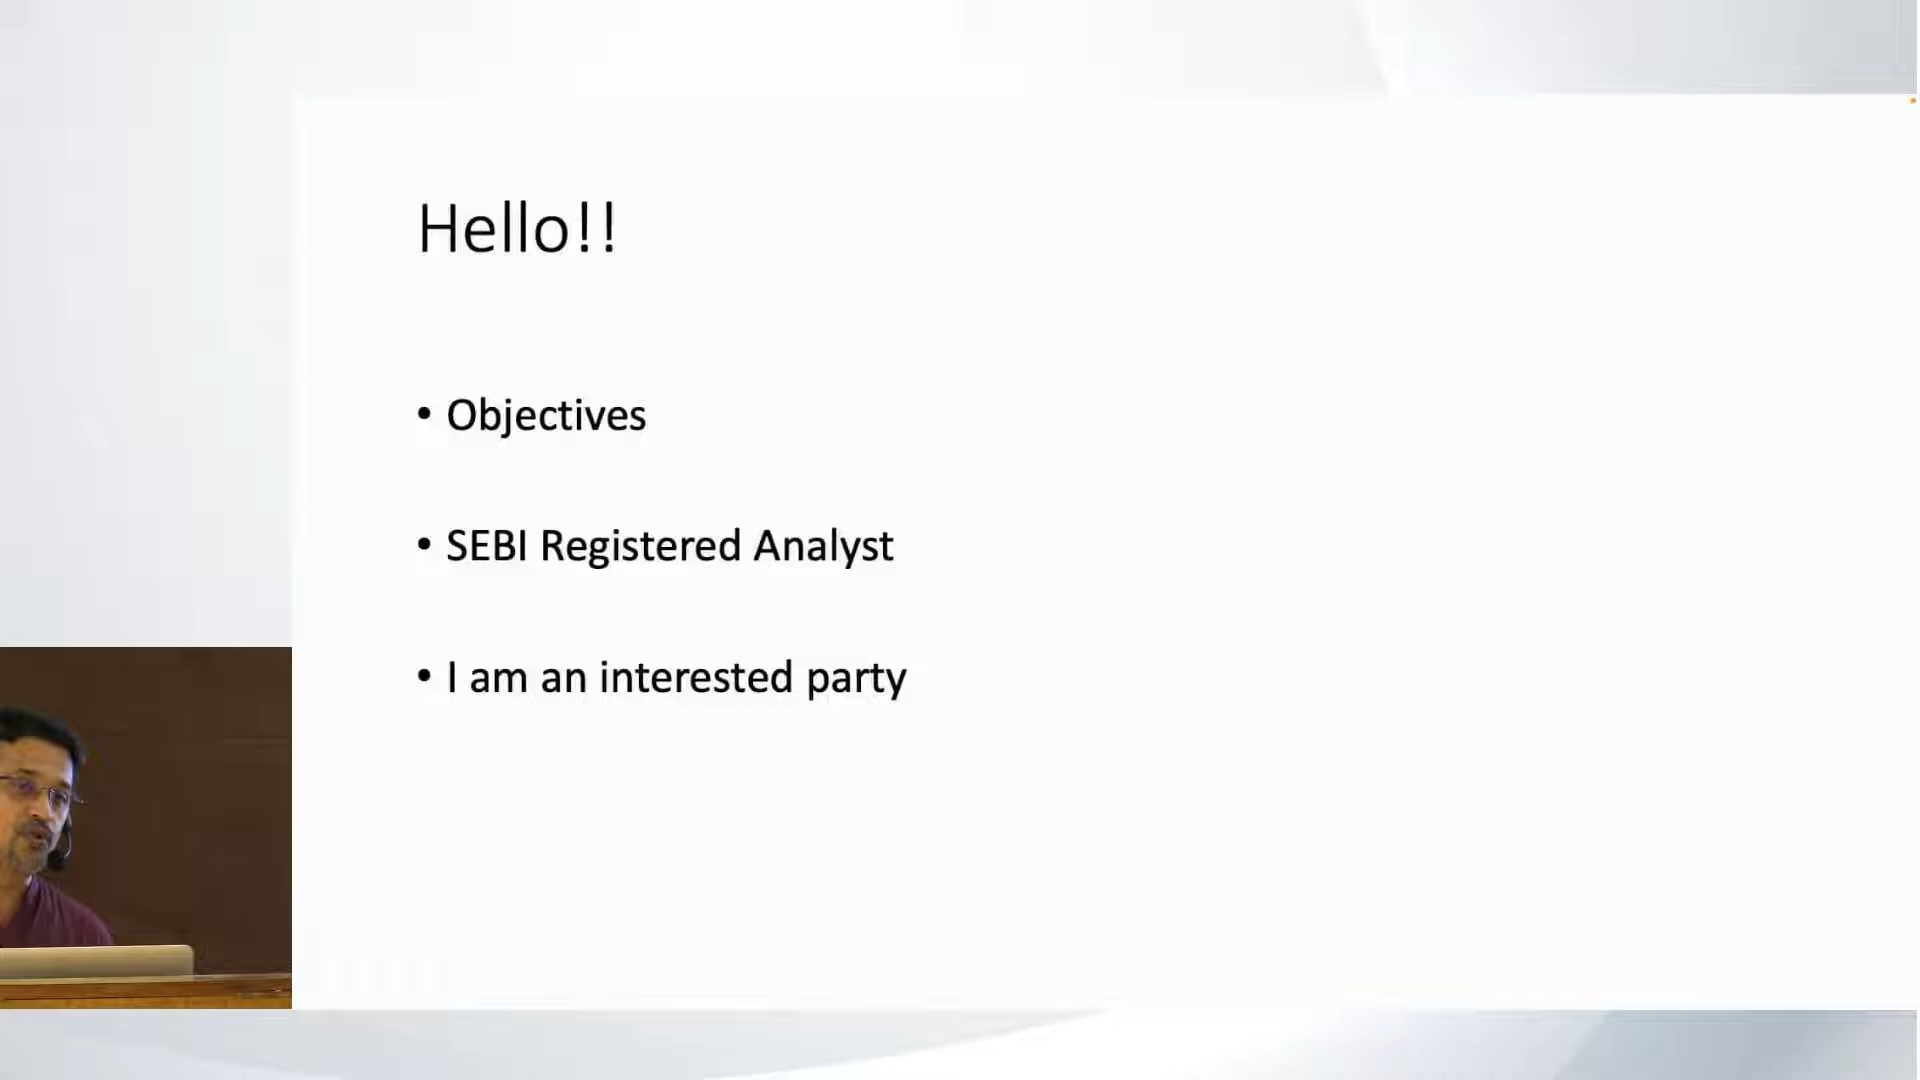 Hello!!
• Objectives
• SEBI Registered Analyst
• I am an interested party